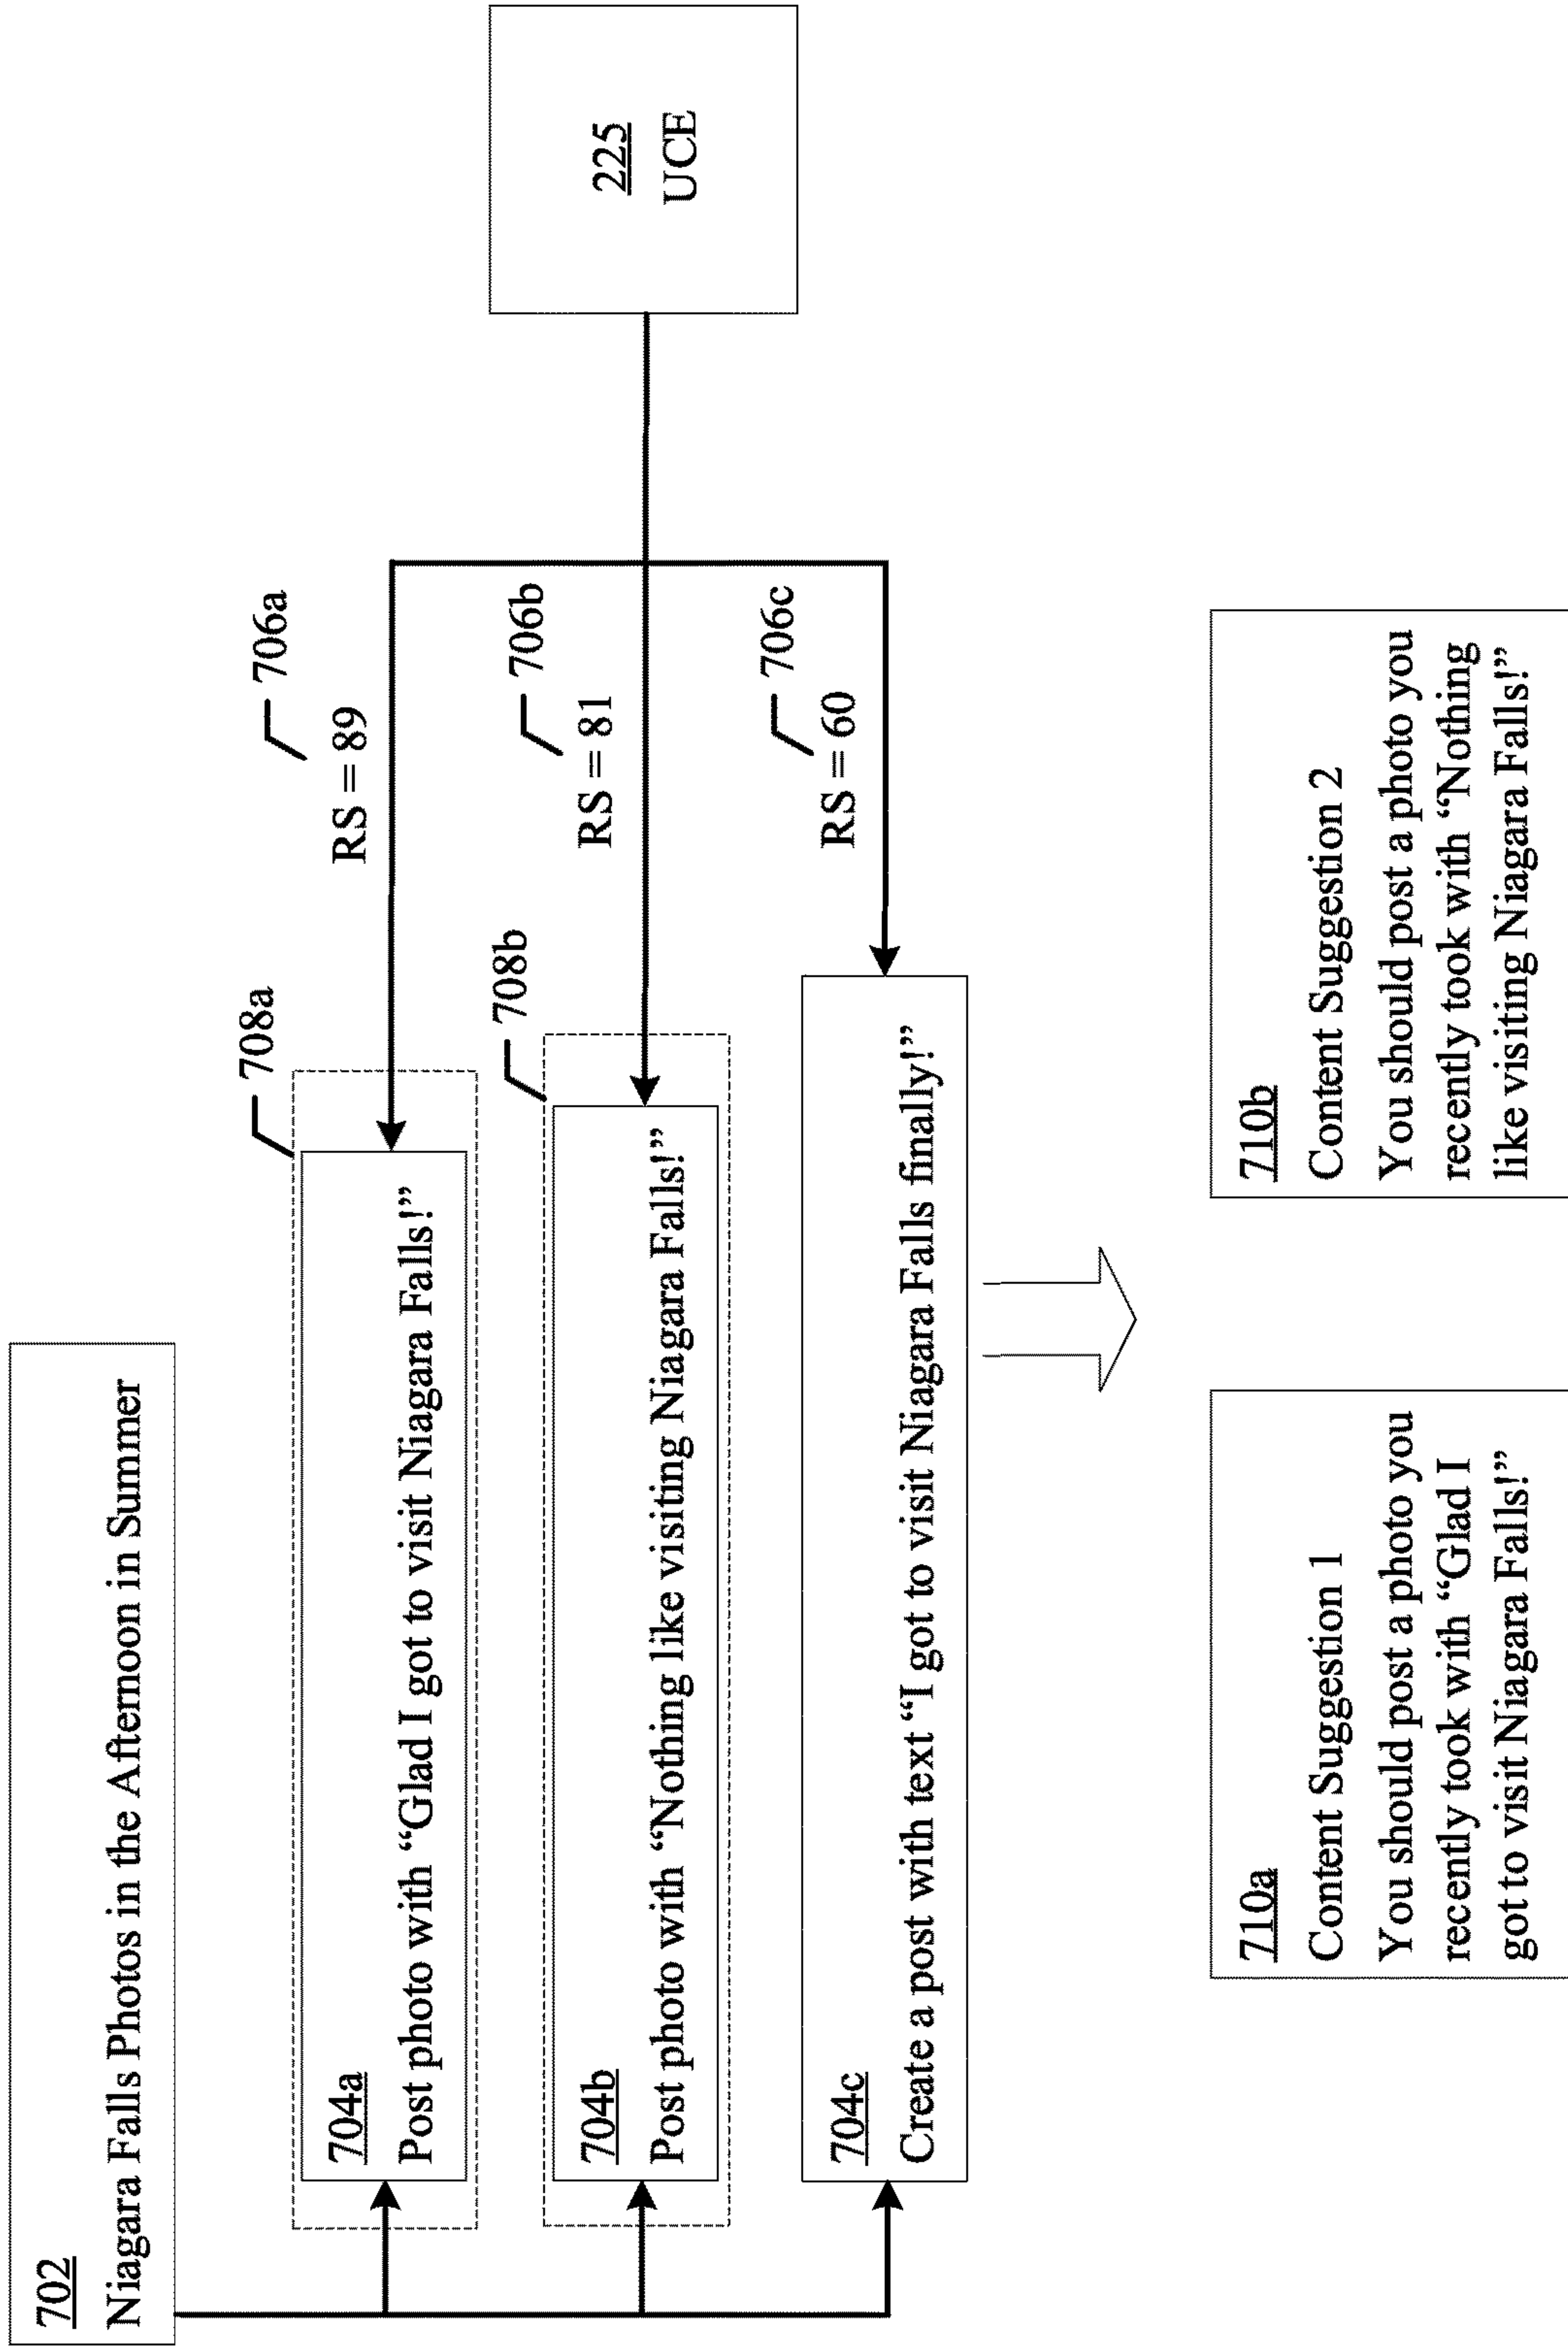 702
Niagara Falls Photos in the Afternoon in Summer
708a
706a
704a
Post photo with “Glad I got to visit Niagara Falls!”
RS = 89
708b
706b
704b
Post photo with “Nothing like visiting Niagara Falls!”
RS = 81
225
UCE
706c
704c
Create a post with text “I got to visit Niagara Falls finally!”
RS = 60
710a
Content Suggestion 1
You should post a photo you
recently took with “Glad I
got to visit Niagara Falls!”
710b
Content Suggestion 2
You should post a photo you
recently took with “Nothing
like visiting Niagara Falls!”